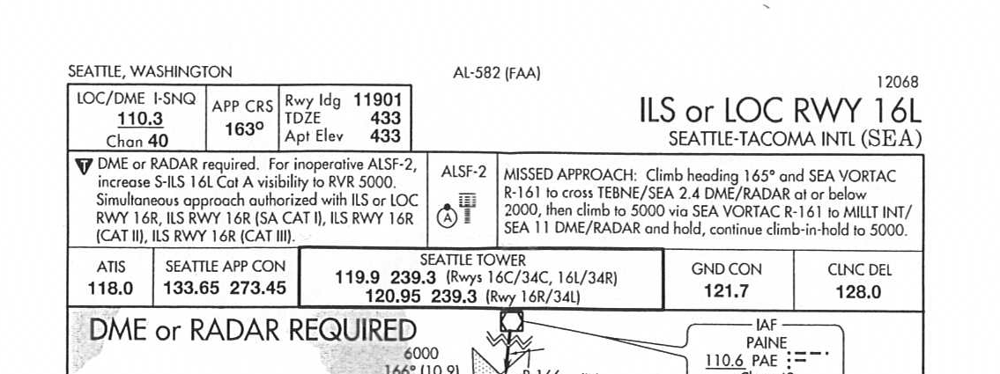 SEATTLE, WASHINGTON
AL-582 (FAA)
12068
LOC/DME I-SNQ
110.3
Chan 40
APP CRS
163°
Rwy ldg 11901
TDZE 433
Apt Elev 433
ILS or LOC RWY 16L
SEATTLE-TACOMA INTL (SEA)
T DME or RADAR required. For inoperative ALSF-2,
increase S-ILS 16L Cat A visibility to RVR 5000.
Simultaneous approach authorized with ILS or LOC
RWY 16R, ILS RWY 16R (SA CAT I), ILS RWY 16R
(CAT II), ILS RWY 16R (CAT III).
ALSF-2
A
MISSED APPROACH: Climb heading 165° and SEA VORTAC
R-161 to cross TEBNE/SEA 2.4 DME/RADAR at or below
2000, then climb to 5000 via SEA VORTAC R-161 to MILLT INT/
SEA 11 DME/RADAR and hold, continue climb-in-hold to 5000.
ATIS
118.0
SEATTLE APP CON
133.65 273.45
SEATTLE TOWER
119.9 239.3 (Rwys 16C/34C, 16L/34R)
120.95 239.3 (Rwy 16R/34L)
GND CON
121.7
CLNC DEL
128.0
DME or RADAR REQUIRED
6000
166° (10.9)
IAF
PAINE
110.6 PAE